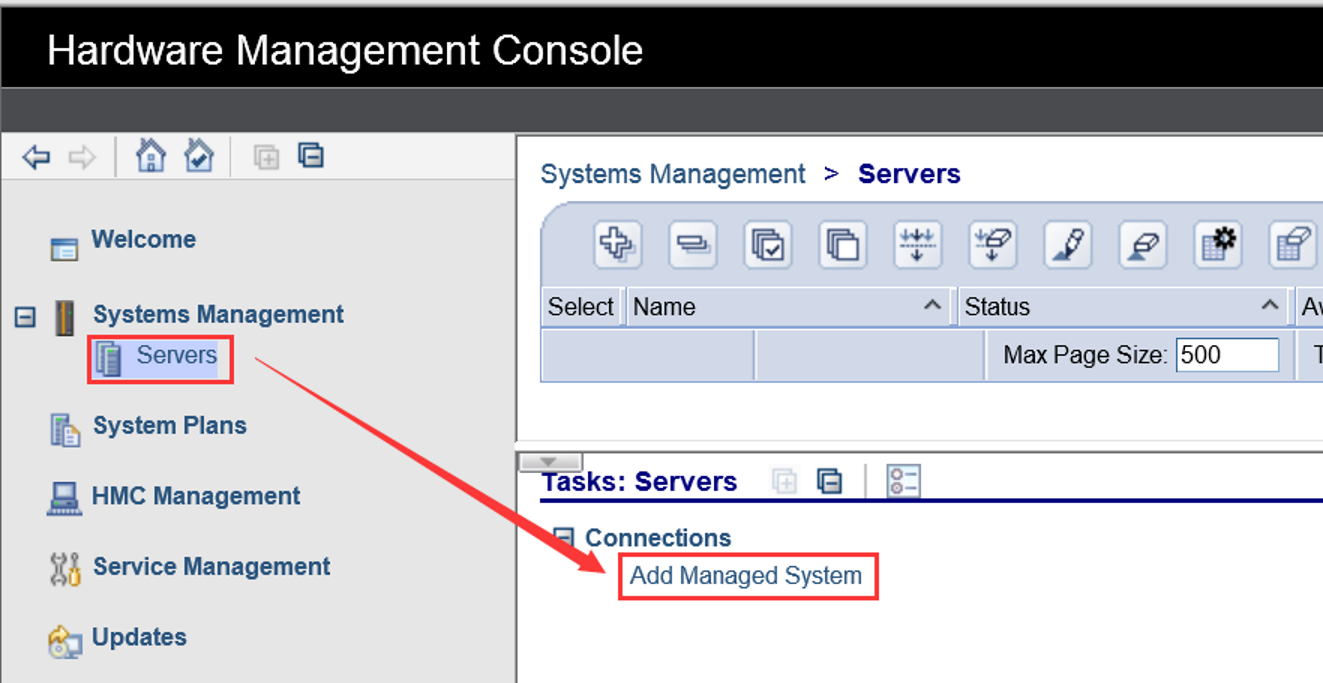 Hardware Management Console
Systems Management > Servers
Welcome
Systems Management
Servers
System Plans
HMC Management
Service Management
Updates
Select Name Status
Max Page Size: 500
Tasks: Servers
Connections
Add Managed System